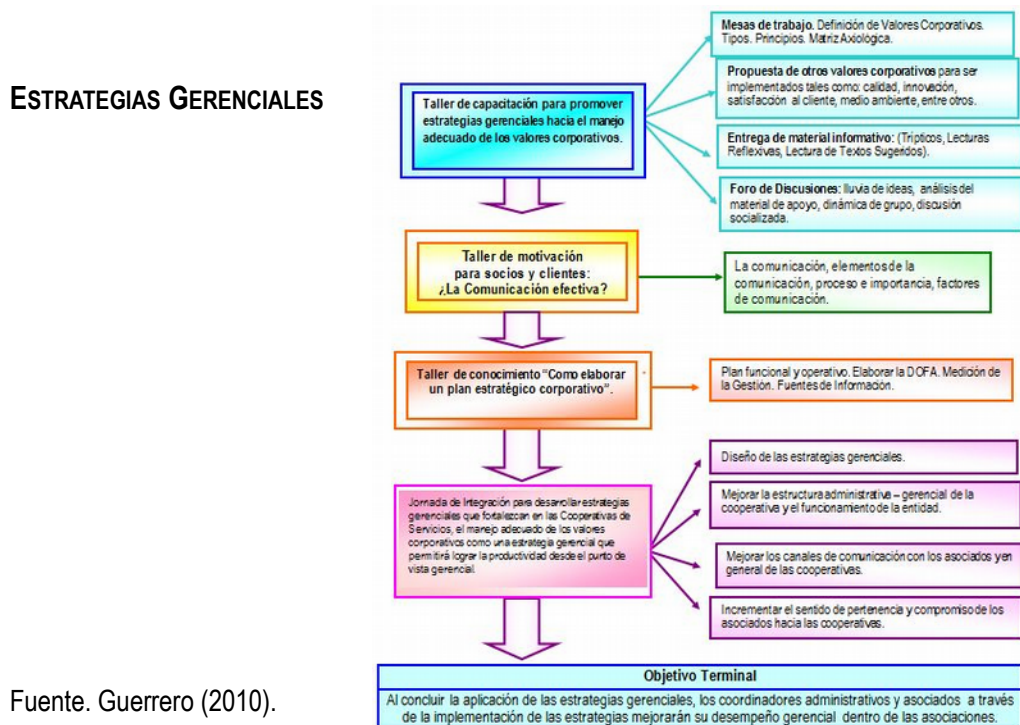 ESTRATEGIAS GERENCIALES
Taller de capacitación para promover
estrategias gerenciales hacia el manejo
adecuado de los valores corporativos.
Mesas de trabajo. Definición de Valores Corporativos.
Tipos. Principios. Matriz Axiológica.
Propuesta de otros valores corporativos para ser
implementados tales como: calidad, innovación,
satisfacción al cliente, medio ambiente, entre otros.
Entrega de material informativo: (Trípticos, Lecturas
Reflexivas, Lectura de Textos Sugeridos).
Foro de Discusiones: lluvia de ideas, análisis del
material de apoyo, dinámica de grupo, discusión
socializada.
Taller de motivación
para socios y clientes:
¿La Comunicación efectiva?
La comunicación, elementos de la
comunicación, proceso e importancia, factores
de comunicación.
Taller de conocimiento "Como elaborar
un plan estratégico corporativo".
Plan funcional y operativo. Elaborar la DOFA. Medición de
la Gestión. Fuentes de Información.
Jornada de Integración para desarrollar estrategias
gerenciales que fortalezcan en las Cooperativas de
Servicios, el manejo adecuado de los valores
corporativos como una estrategia gerencial que
permitirá lograr la productividad desde el punto de
vista gerencial.
Diseño de las estrategias gerenciales.
Mejorar la estructura administrativa – gerencial de la
cooperativa y el funcionamiento de la entidad.
Mejorar los canales de comunicación con los asociados y en
general de las cooperativas.
Incrementar el sentido de pertenencia y compromiso de los
asociados hacia las cooperativas.
Objetivo Terminal
Al concluir la aplicación de las estrategias gerenciales, los coordinadores administrativos y asociados a través
de la implementación de las estrategias mejorarán su desempeño gerencial dentro de las asociaciones.
Fuente. Guerrero (2010).